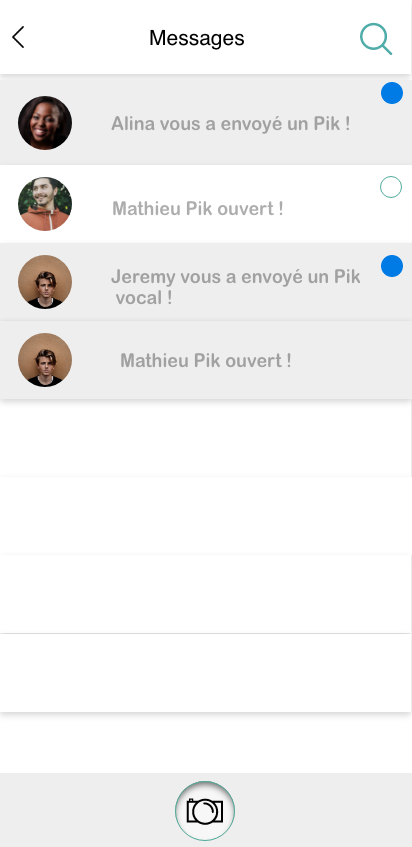 Messages
Alina vous a envoyé un Pik !
Mathieu Pik ouvert !
Jeremy vous a envoyé un Pik
vocal !
Mathieu Pik ouvert !